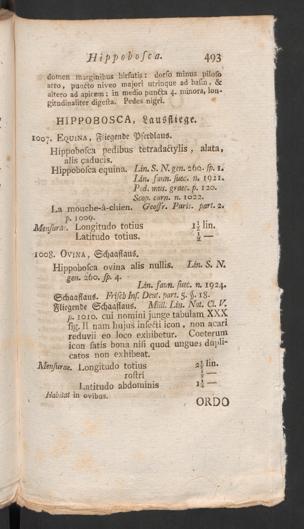 Hippobosca. 493
domen marginibus hirsutis: dorso minus piloso
atro, puncto niveo majori utrinque ad basin, &
altero ad apicem: in medio puncta 4. minora, lon-
gitudinaliter digesta. Pedes nigri.
HIPPOBOSCA, Lausfliege.
1007. EQUINA, Fliegende Pferdlaus.
Hippobosca pedibus tetradactylis, alata,
alis caducis.
Hippobosca equina. Lin. S. N. gen. 260. sp. 1.
Lin. faun. suec. n. 1921.
Pod. mus. graec. p. 120.
Scop. carn. n. 1022.
La mouche-à-chien. Geoffr. Paris. part. 2.
p. 1009.
Mensurae. Longitudo totius 1½ lin.
Latitudo totius. ½ —
1008. OVINA, Schaaflaus.
Hippobosca ovina alis nullis. Lin. S. N.
gen. 260. sp. 4.
Lin. faun. suec. n. 1924.
Schaaflaus. Frisch Ins. Deut. part. 5. §. 18.
Fliegende Schaaflaus. Müll. Lin. Nat. Cl. V.
p. 1010. cui nomini junge tabulam XXX
fig. 11 nam hujus insecti icon, non acari
reduvii eo loco exhibetur. Coeterum
icon satis bona nisi quod ungues dupli-
catos non exhibeat.
Mensurae. Longitudo totius 2½ lin.
rostri
Latitudo abdominis 1¼ —
Habitat in ovibus.
ORDO